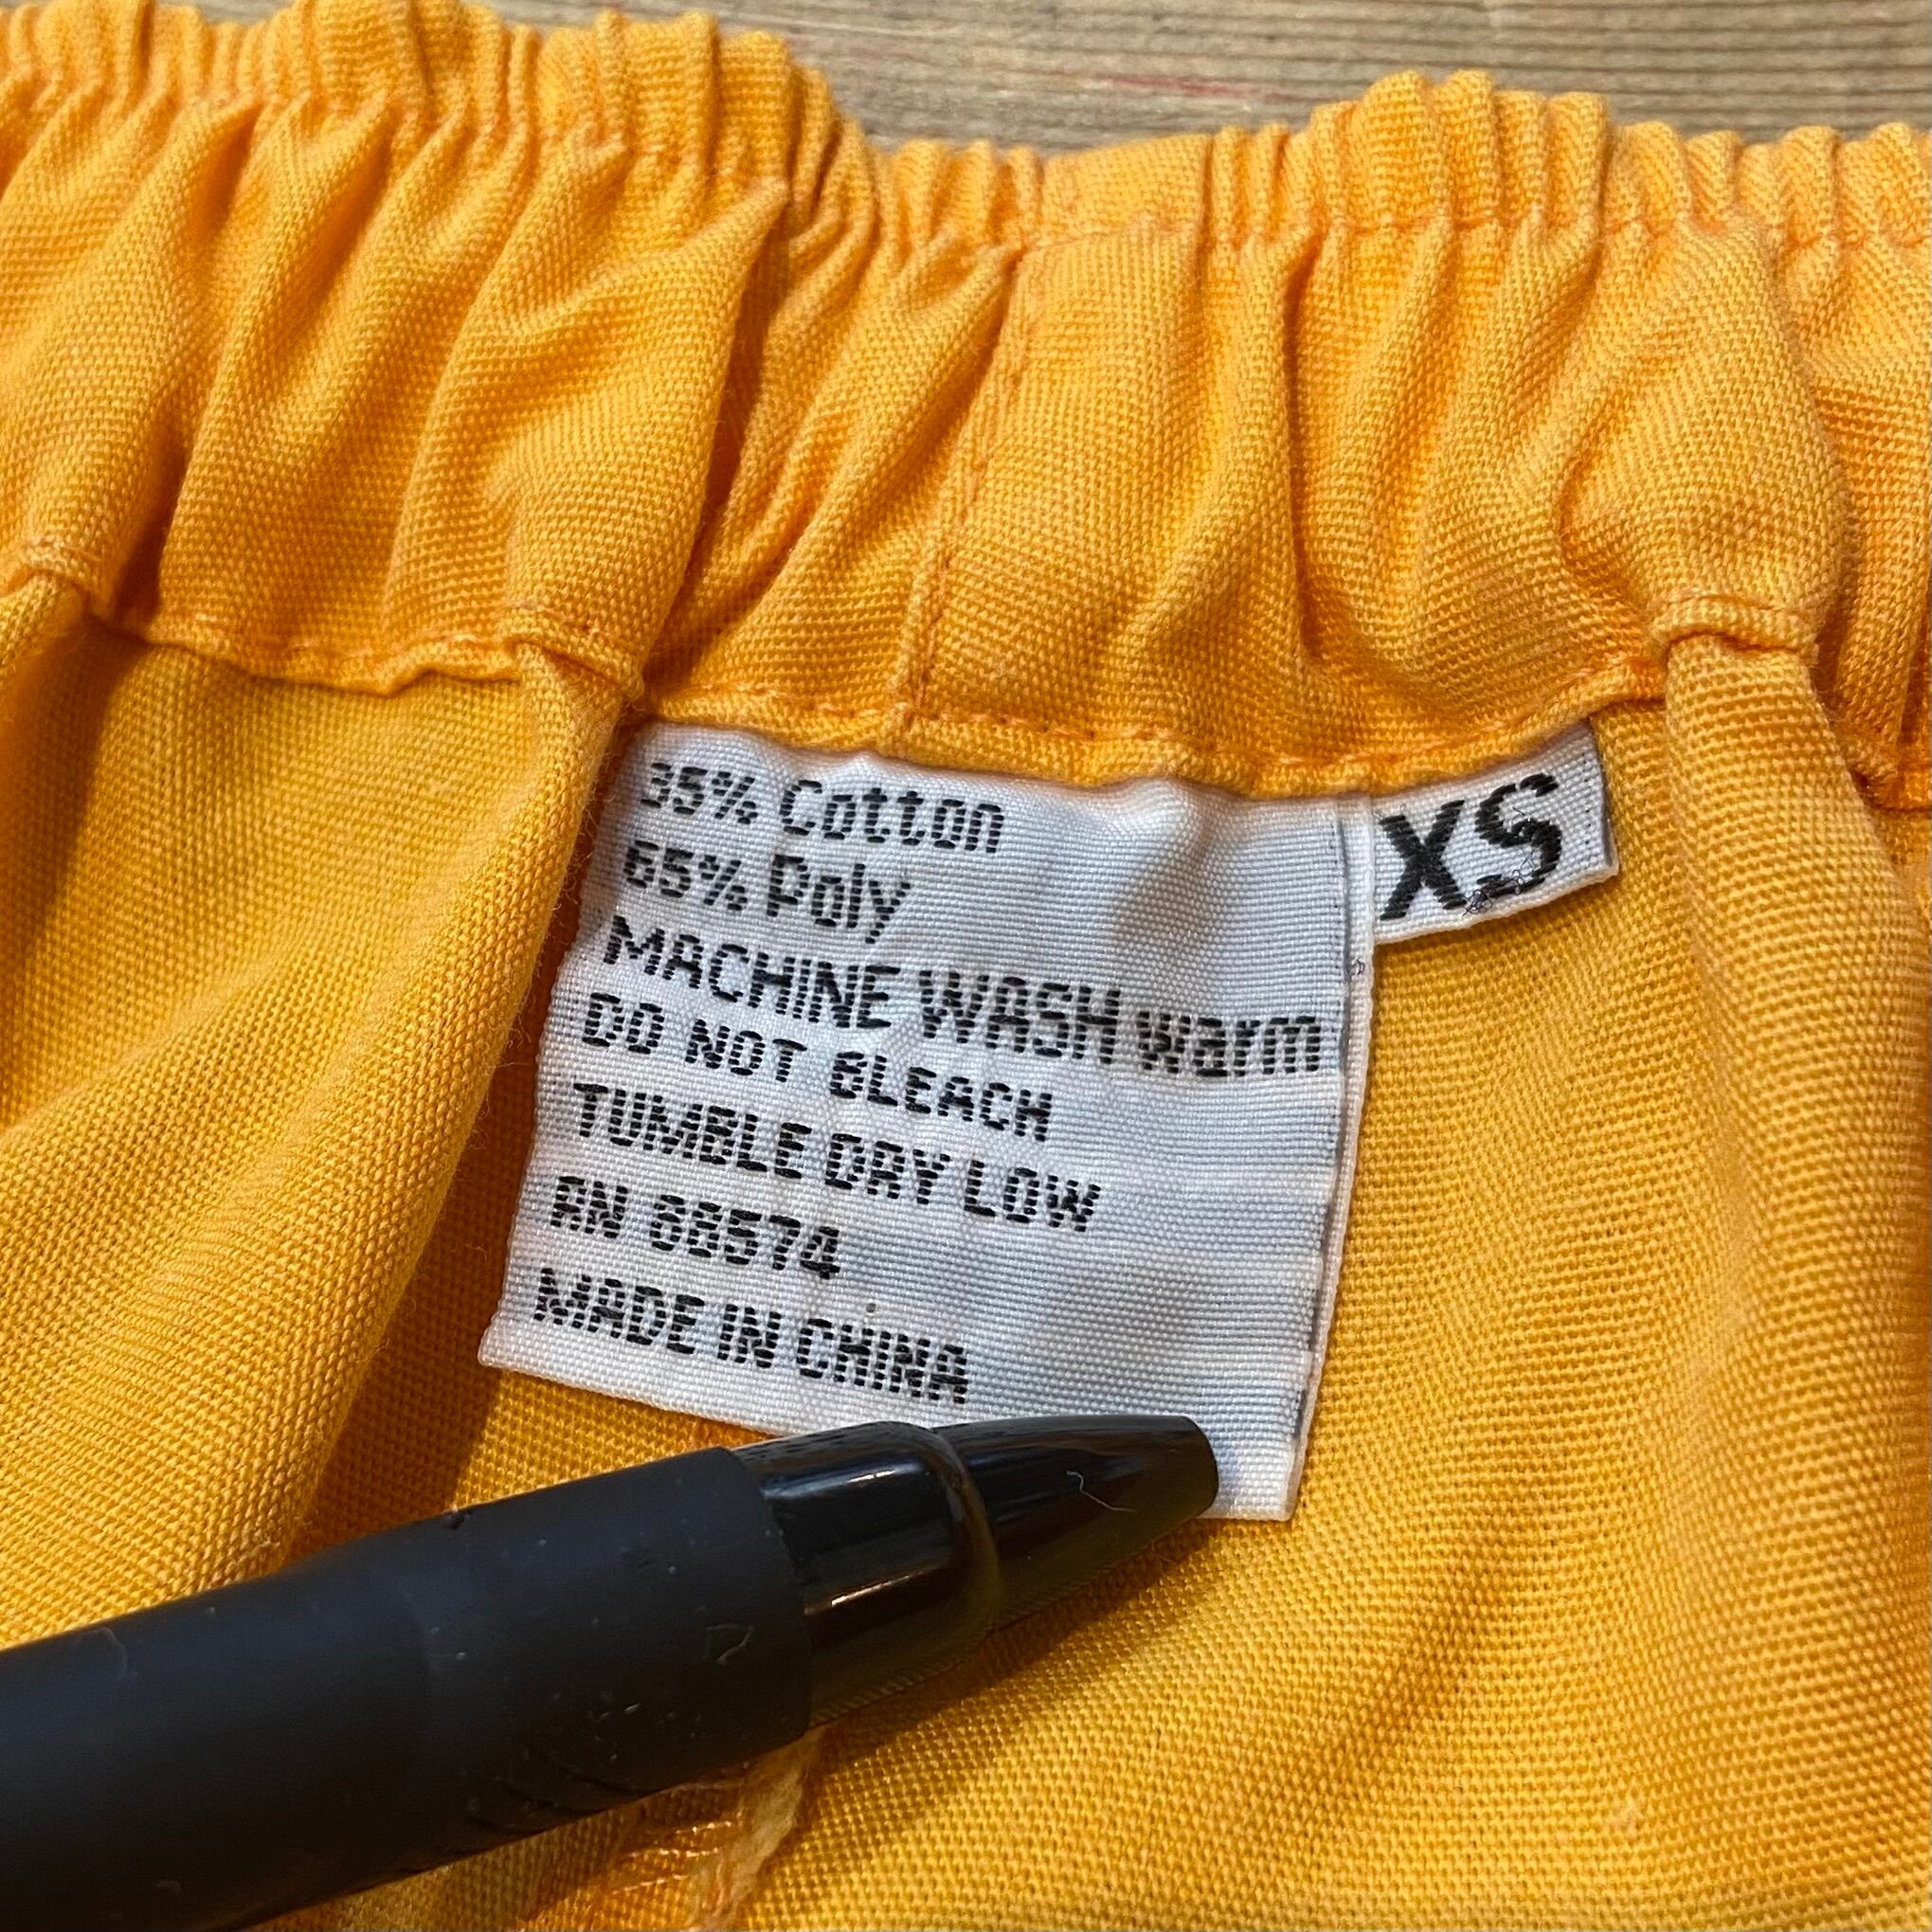 35% Cotton
65% Poly
MACHINE WASH warm
DO NOT BLEACH
TUMBLE DRY LOW
RN 88574
MADE IN CHINA
XS